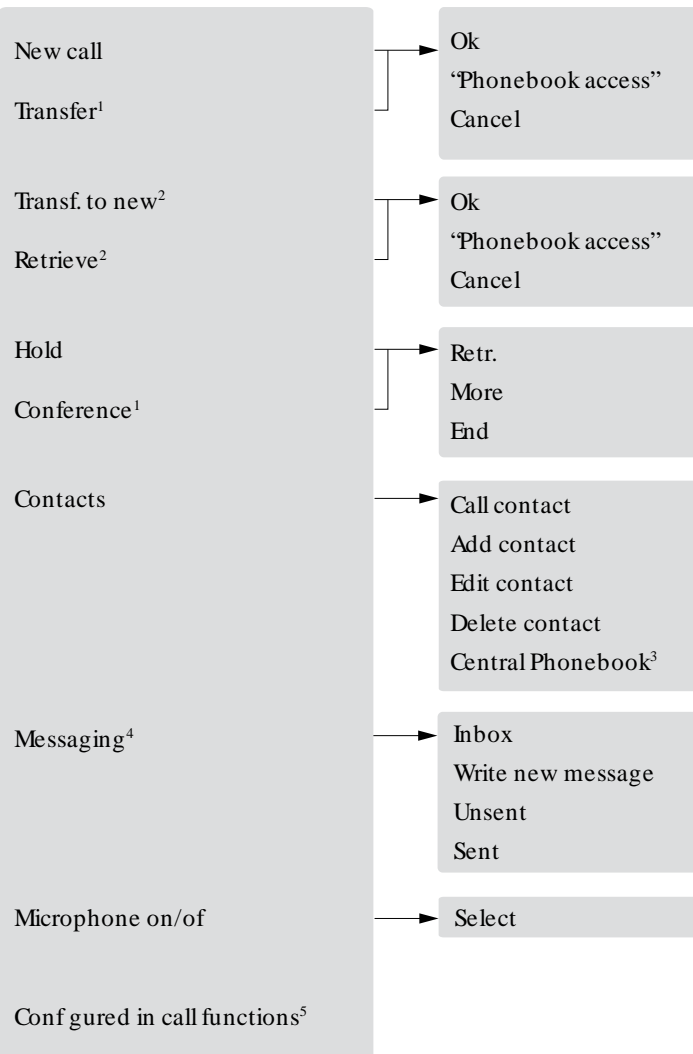 New call
Transfer¹
Ok
“Phonebook access”
Cancel
Transf. to new²
Retrieve²
Ok
“Phonebook access”
Cancel
Hold
Conference¹
Retr.
More
End
Contacts
Call contact
Add contact
Edit contact
Delete contact
Central Phonebook³
Messaging⁴
Inbox
Write new message
Unsent
Sent
Microphone on/of
Select
Conf gured in call functions⁵